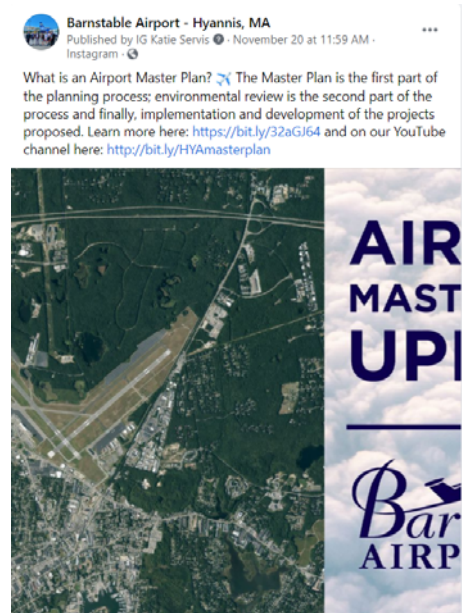 Barnstable Airport - Hyannis, MA
Published by IG Katie Servis · November 20 at 11:59 AM ·
Instagram ·
What is an Airport Master Plan? ✈️ The Master Plan is the first part of
the planning process; environmental review is the second part of the
process and finally, implementation and development of the projects
proposed. Learn more here: https://bit.ly/32aGJ64 and on our YouTube
channel here: http://bit.ly/HYAmasterplan
AIR
MAST
UP
Bar
AIRP